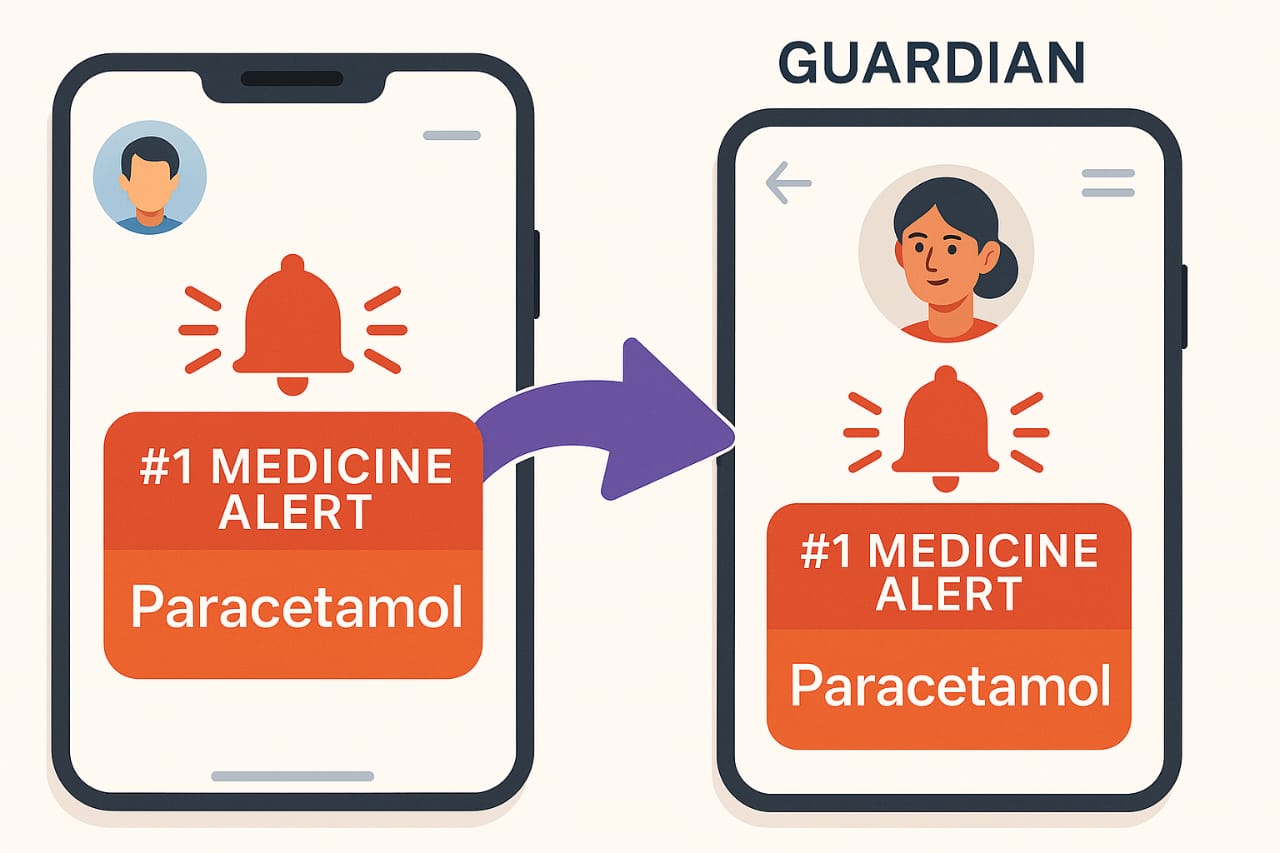 GUARDIAN
#1 MEDICINE
ALERT
Paracetamol
#1 MEDICINE
ALERT
Paracetamol